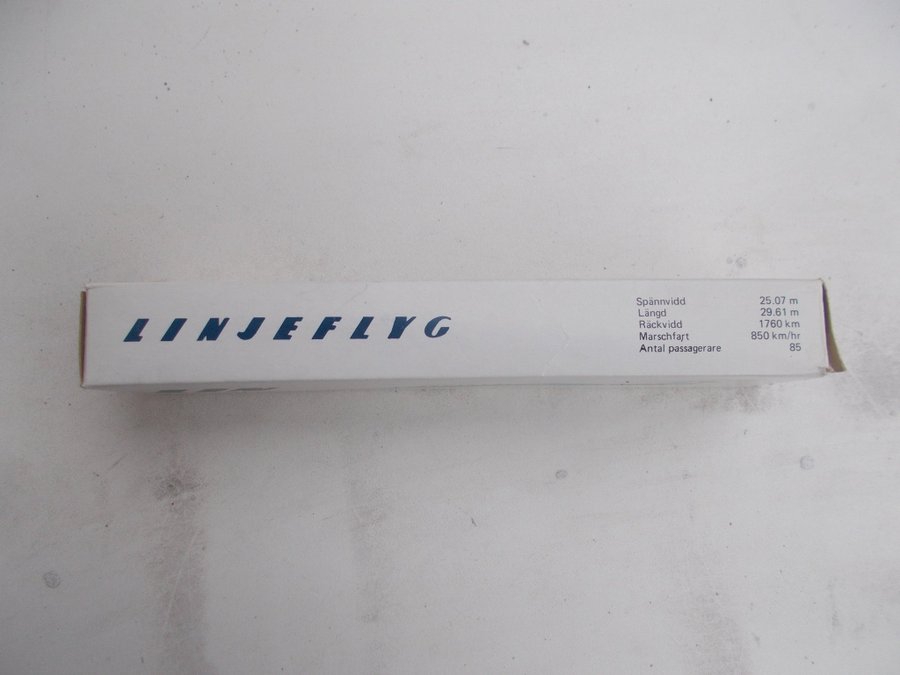 LINJEFLYG
Spännvidd 25.07 m
Längd 29.61 m
Räckvidd 1760 km
Marschfart 850 km/hr
Antal passagerare 85